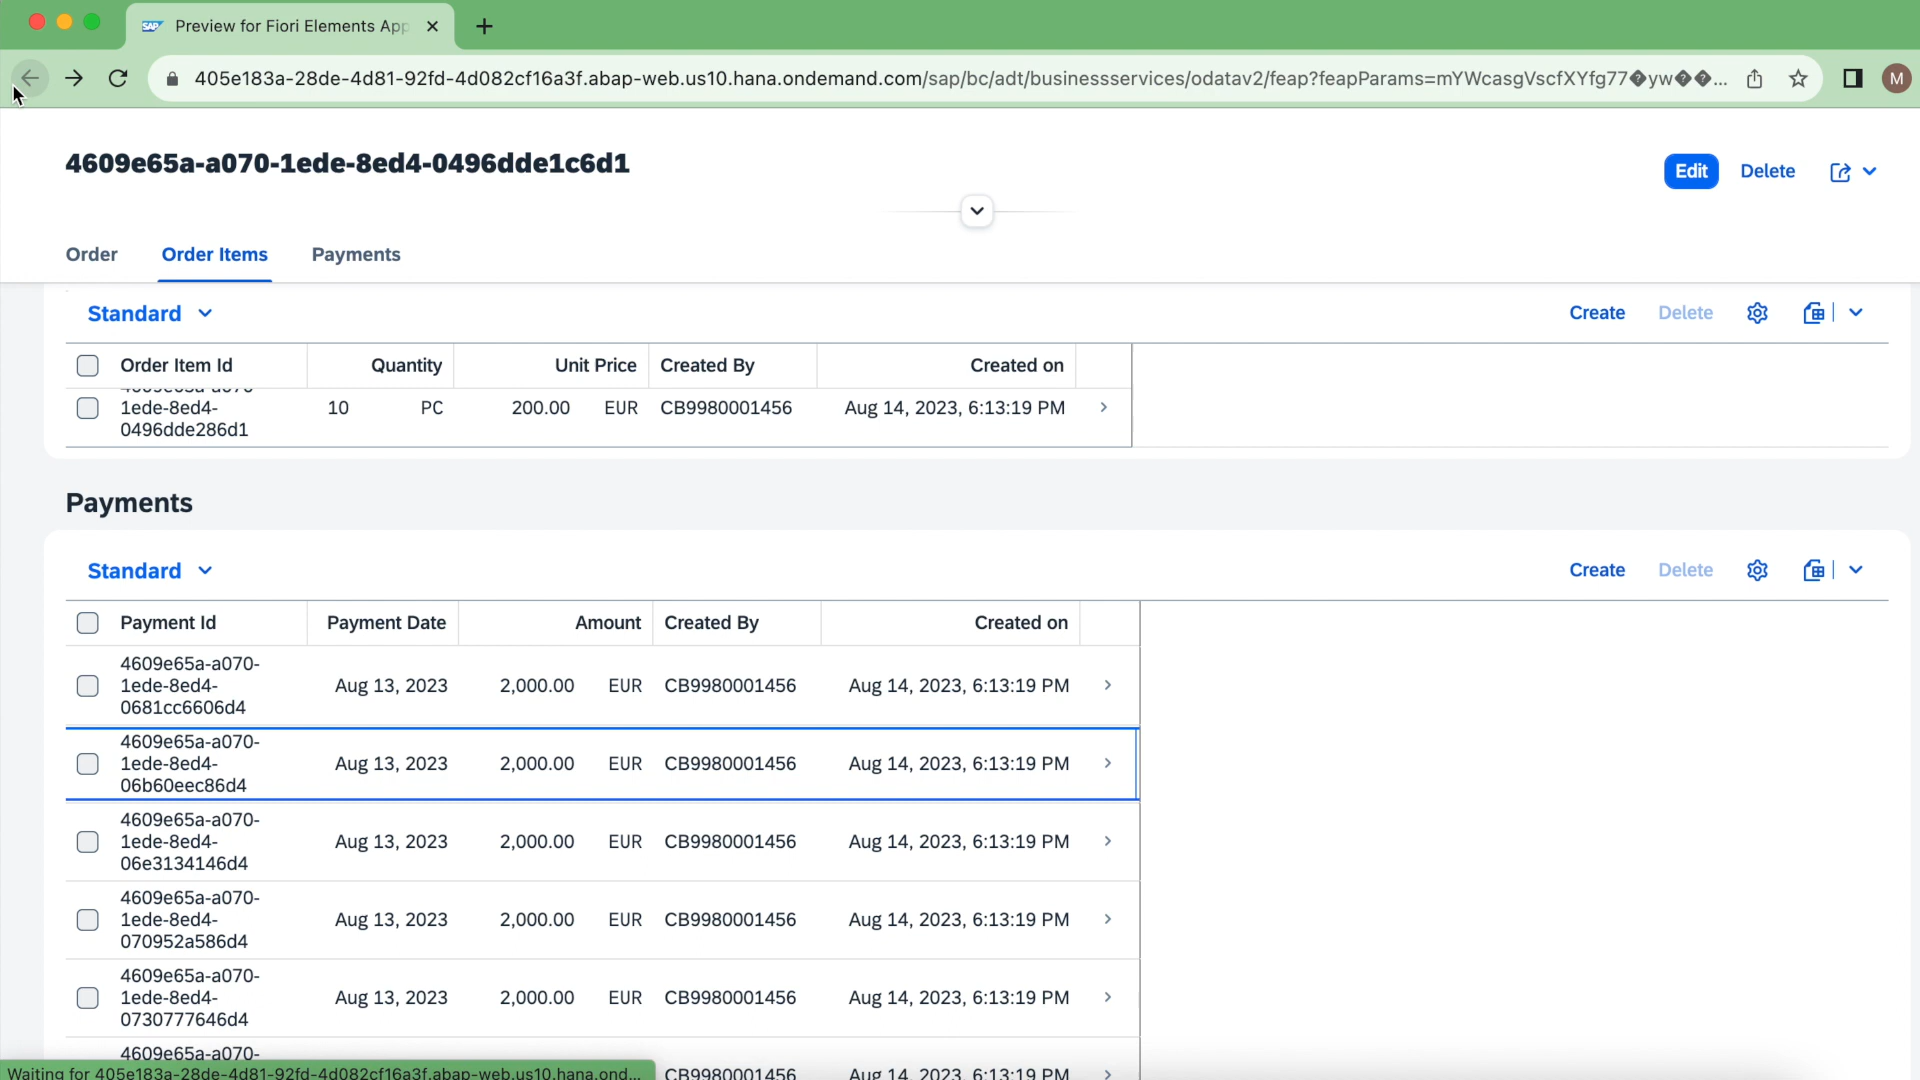 SAP Preview for Fiori Elements App
405e183a-28de-4d81-92fd-4d082cf16a3f.abap-web.us10.hana.ondemand.com/sap/bc/adt/businessservices/odatav2/feap?feapParams=mYWcasgVscfXYfg77�yw��... M
4609e65a-a070-1ede-8ed4-0496dde1c6d1
Edit Delete
Order Order Items Payments
Standard Create Delete
Order Item Id Quantity Unit Price Created By Created on
1ede-8ed4- 10 PC 200.00 EUR CB9980001456 Aug 14, 2023, 6:13:19 PM
0496dde286d1
Payments
Standard Create Delete
Payment Id Payment Date Amount Created By Created on
4609e65a-a070-
1ede-8ed4- Aug 13, 2023 2,000.00 EUR CB9980001456 Aug 14, 2023, 6:13:19 PM
0681cc6606d4
4609e65a-a070-
1ede-8ed4- Aug 13, 2023 2,000.00 EUR CB9980001456 Aug 14, 2023, 6:13:19 PM
06b60eec86d4
4609e65a-a070-
1ede-8ed4- Aug 13, 2023 2,000.00 EUR CB9980001456 Aug 14, 2023, 6:13:19 PM
06e3134146d4
4609e65a-a070-
1ede-8ed4- Aug 13, 2023 2,000.00 EUR CB9980001456 Aug 14, 2023, 6:13:19 PM
070952a586d4
4609e65a-a070-
1ede-8ed4- Aug 13, 2023 2,000.00 EUR CB9980001456 Aug 14, 2023, 6:13:19 PM
0730777646d4
4609e65a-a070-
Waiting for 405e183a-28de-4d81-92fd-4d082cf16a3f.abap-web.us10.hana.ond... CB9980001456 Aug 14, 2023, 6:13:19 PM